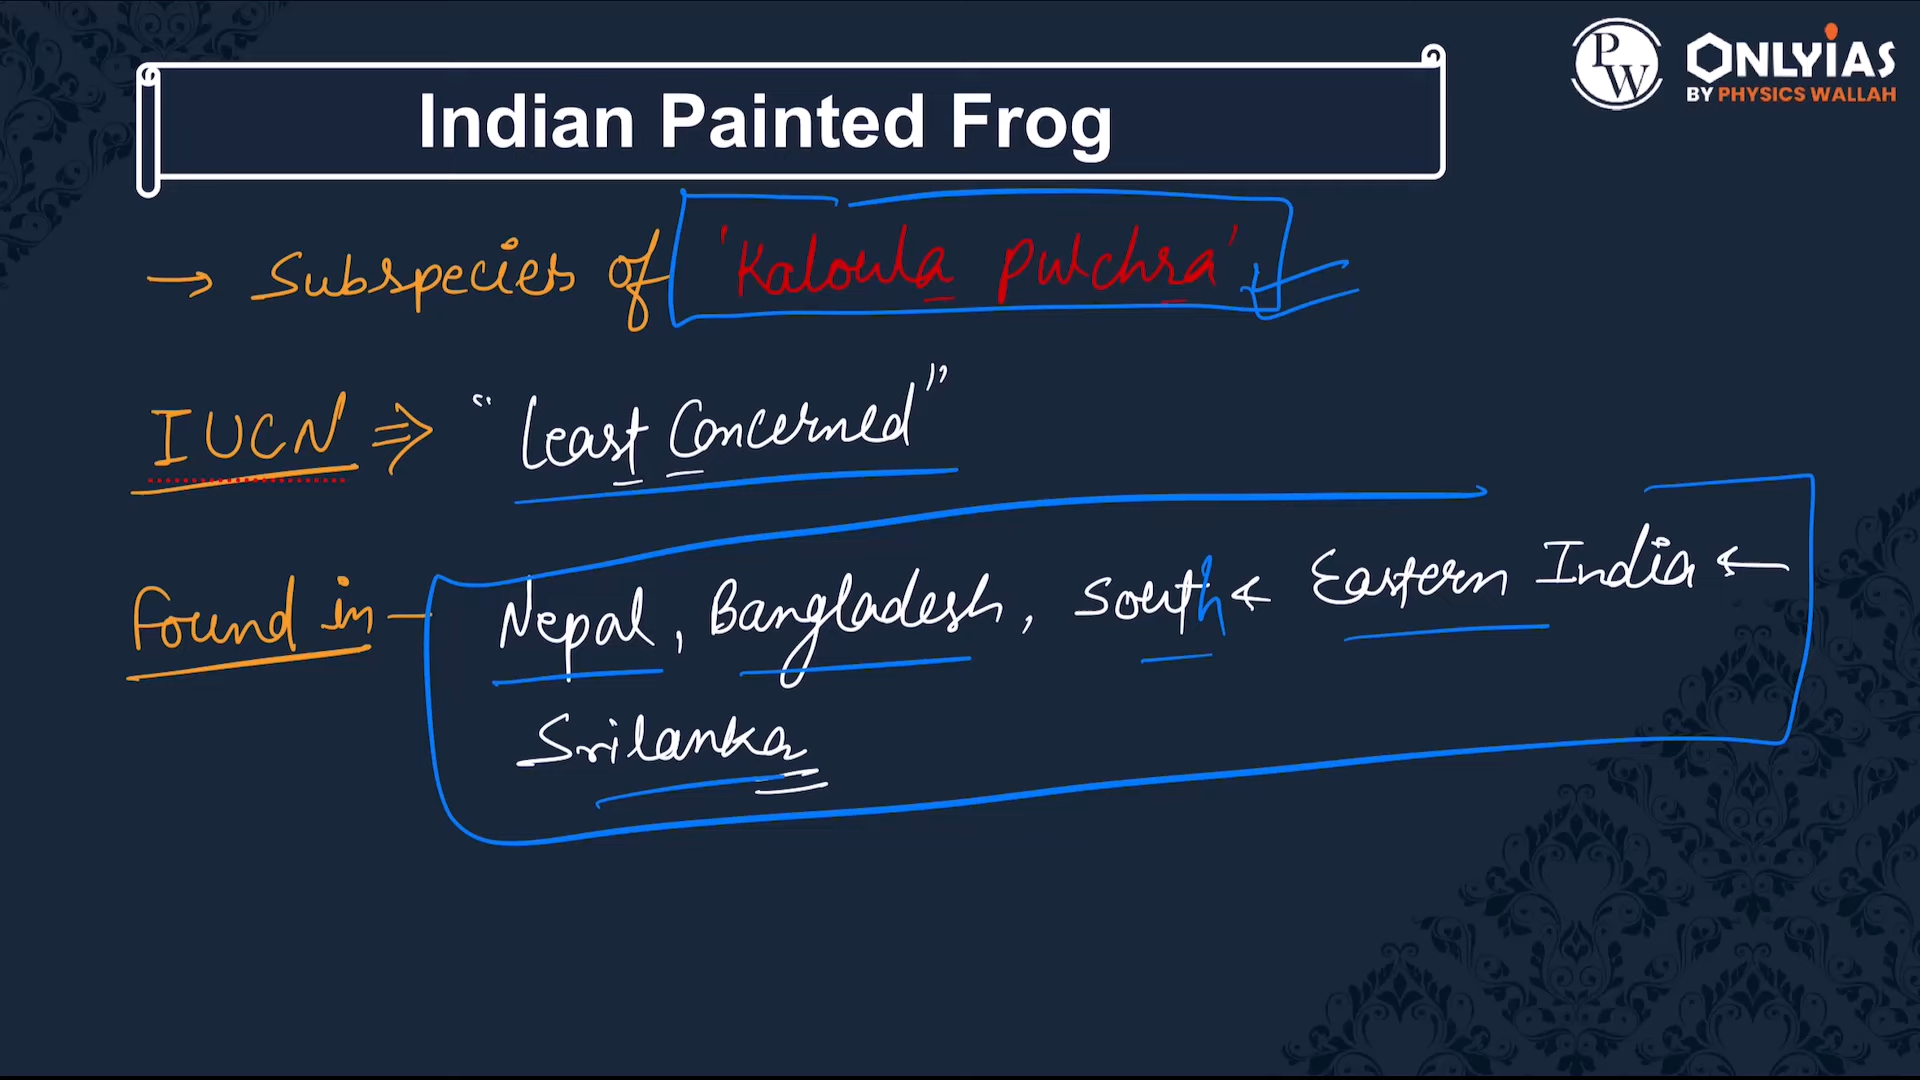 PW ONLYIAS
BY PHYSICS WALLAH
Indian Painted Frog
→ Subspecies of 'Kaloula Pulchra'
IUCN ⇒ "Least Concerned"
Found in - Nepal, Bangladesh, South & Eastern India ←
Srilanka